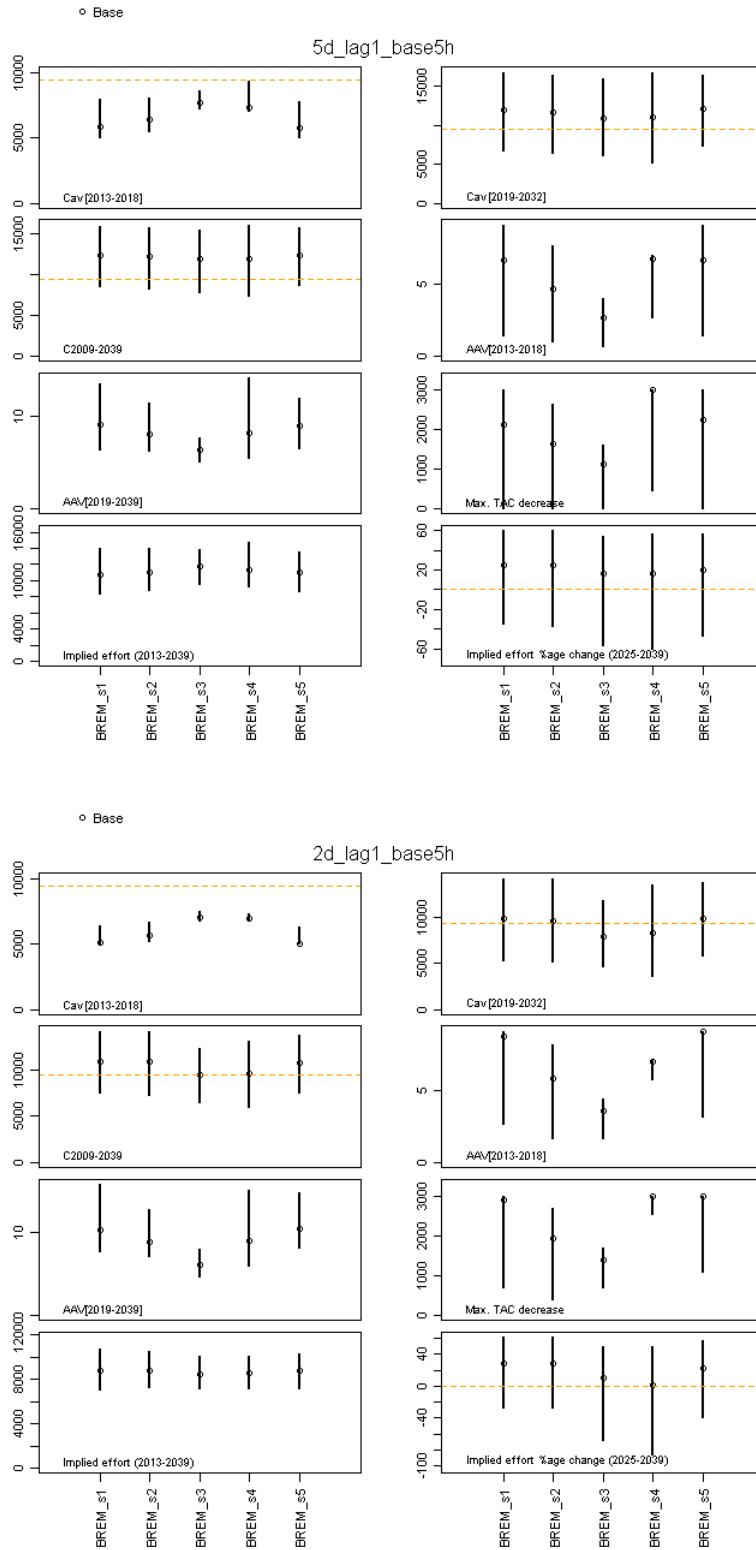 Base
5d_lag1_base5h
10000
5000
0
Cav[2013-2018]
15000
5000
0
Cav[2019-2032]
15000
5000
0
C2009-2039
5
0
AAV[2013-2018]
10
0
AAV[2019-2039]
3000
2000
1000
0
Max. TAC decrease
16000
10000
4000
0
Implied effort (2013-2039)
60
20
-20
-60
Implied effort %age change (2025-2039)
BREM_s1
BREM_s2
BREM_s3
BREM_s4
BREM_s5
BREM_s1
BREM_s2
BREM_s3
BREM_s4
BREM_s5
Base
2d_lag1_base5h
10000
5000
0
Cav[2013-2018]
10000
5000
0
Cav[2019-2032]
10000
5000
0
C2009-2039
5
0
AAV[2013-2018]
10
0
AAV[2019-2039]
3000
2000
1000
0
Max. TAC decrease
12000
8000
4000
0
Implied effort (2013-2039)
40
0
-40
-100
Implied effort %age change (2025-2039)
BREM_s1
BREM_s2
BREM_s3
BREM_s4
BREM_s5
BREM_s1
BREM_s2
BREM_s3
BREM_s4
BREM_s5